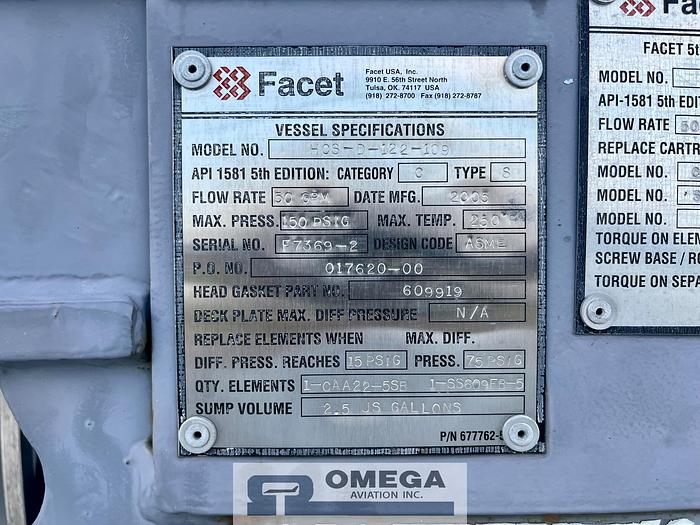 Facet
Facet USA, Inc.
9910 E. 56th Street North
Tulsa, OK. 74117 USA
(918) 272-8700 Fax (918) 272-8787
VESSEL SPECIFICATIONS
MODEL NO. HOS-D-122-109
API 1581 5th EDITION: CATEGORY C TYPE S
FLOW RATE 50 GPM DATE MFG. 2005
MAX. PRESS. 150 PSIG MAX. TEMP. 250
SERIAL NO. F7369-2 DESIGN CODE ASME
P.O. NO. 017620-00
HEAD GASKET PART NO. 609919
DECK PLATE MAX. DIFF PRESSURE N/A
REPLACE ELEMENTS WHEN MAX. DIFF.
DIFF. PRESS. REACHES 15 PSIG PRESS. 75 PSIG
QTY. ELEMENTS 1-CAA22-5SB 1-SS609FB-5
SUMP VOLUME 2.5 US GALLONS
P/N 677762-
Fa
FACET 5t
MODEL NO.
API-1581 5th EDI
FLOW RATE 50
REPLACE CARTR
MODEL NO.
MODEL NO.
MODEL NO.
TORQUE ON ELEM
SCREW BASE / RO
TORQUE ON SEPA
OMEGA
AVIATION INC.